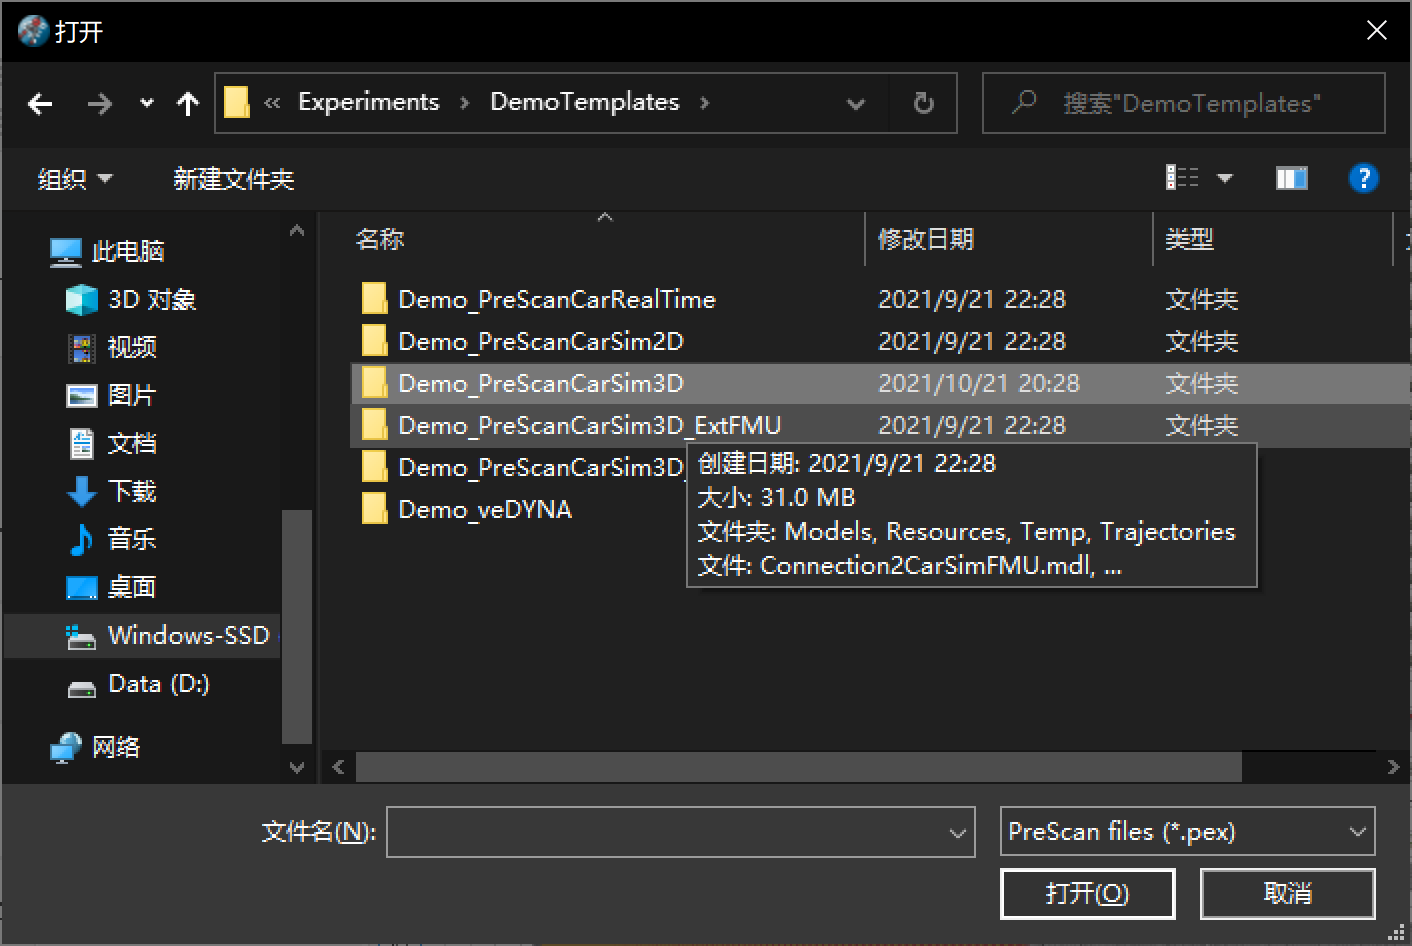 打开
« Experiments › DemoTemplates ›
搜索"DemoTemplates"
组织
新建文件夹
名称 修改日期 类型
此电脑
3D 对象
视频
图片
文档
下载
音乐
桌面
Windows-SSD
Data (D:)
网络
Demo_PreScanCarRealTime 2021/9/21 22:28 文件夹
Demo_PreScanCarSim2D 2021/9/21 22:28 文件夹
Demo_PreScanCarSim3D 2021/10/21 20:28 文件夹
Demo_PreScanCarSim3D_ExtFMU 2021/9/21 22:28 文件夹
Demo_PreScanCarSim3D_
Demo_veDYNA
创建日期: 2021/9/21 22:28
大小: 31.0 MB
文件夹: Models, Resources, Temp, Trajectories
文件: Connection2CarSimFMU.mdl, ...
文件名(N):
PreScan files (*.pex)
打开(O)
取消